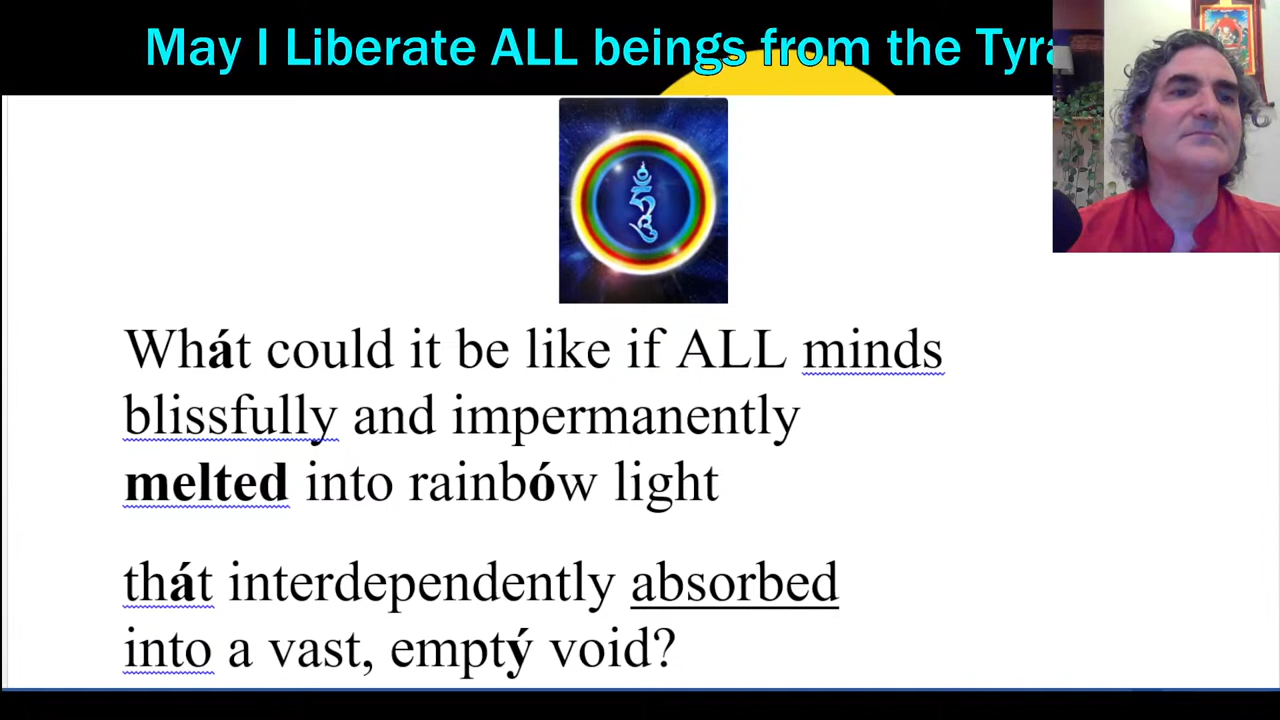 May I Liberate ALL beings from the Tyra
ཧཱུྃ
Whát could it be like if ALL minds
blissfully and impermanently
melted into rainbów light
thát interdependently absorbed
into a vast, emptý void?